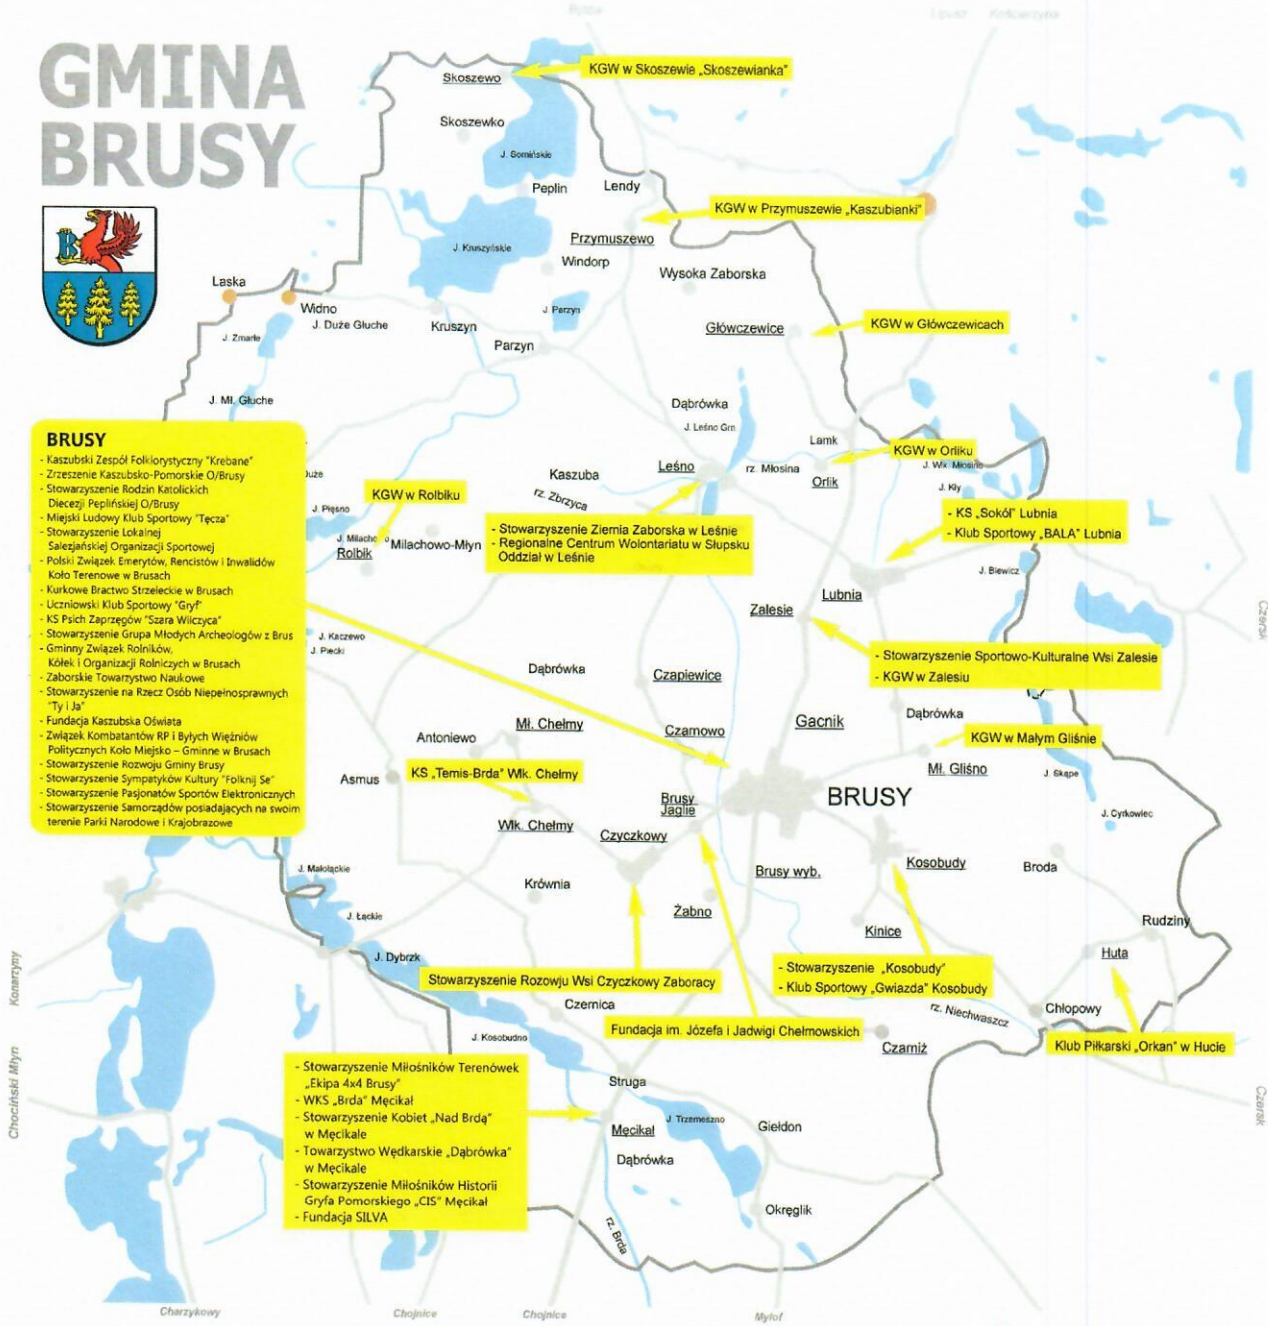 Bytów
Lipusz
Kościerzyna
GMINA
BRUSY
KGW w Skoszewie „Skoszewianka”
Skoszewo
Skoszewko
J. Somińskie
Peplin
Lendy
KGW w Przymuszewie „Kaszubianki”
Przymuszewo
J. Kruszyńskie
Windorp
Wysoka Zaborska
Laska
Widno
J. Parzyn
J. Duże Głuche
Kruszyn
KGW w Główczewicach
Główczewice
J. Zmarłe
Parzyn
J. Mł. Głuche
Dąbrówka
J. Leśno Grn
Lamk
KGW w Orliku
BRUSY
- Kaszubski Zespół Folklorystyczny "Krebane"
- Zrzeszenie Kaszubsko-Pomorskie O/Brusy
- Stowarzyszenie Rodzin Katolickich
Diecezji Peplińskiej O/Brusy
- Miejski Ludowy Klub Sportowy "Tęcza"
- Stowarzyszenie Lokalnej
Salezjańskiej Organizacji Sportowej
- Polski Związek Emerytów, Rencistów i Inwalidów
Koło Terenowe w Brusach
- Kurkowe Bractwo Strzeleckie w Brusach
- Uczniowski Klub Sportowy "Gryf"
- KS Psich Zaprzęgów "Szara Wilczyca"
- Stowarzyszenie Grupa Młodych Archeologów z Brus
- Gminny Związek Rolników,
Kółek i Organizacji Rolniczych w Brusach
- Zaborskie Towarzystwo Naukowe
- Stowarzyszenie na Rzecz Osób Niepełnosprawnych
"Ty i Ja"
- Fundacja Kaszubska Oświata
- Związek Kombatantów RP i Byłych Więźniów
Politycznych Koło Miejsko – Gminne w Brusach
- Stowarzyszenie Rozwoju Gminy Brusy
- Stowarzyszenie Sympatyków Kultury "Folknij Se"
- Stowarzyszenie Pasjonatów Sportów Elektronicznych
- Stowarzyszenie Samorządów posiadających na swoim
terenie Parki Narodowe i Krajobrazowe
Duże
Kaszuba
Leśno
rz. Młosina
Orlik
J. Wlk. Młosino
J. Kły
KGW w Rolbiku
rz. Zbrzyca
J. Płęsno
J. Milacho
Milachowo-Młyn
Rolbik
- Stowarzyszenie Ziemia Zaborska w Leśnie
- Regionalne Centrum Wolontariatu w Słupsku
Oddział w Leśnie
- KS „Sokół” Lubnia
- Klub Sportowy „BALA” Lubnia
J. Blewicz
Lubnia
Zalesie
Czersk
J. Kaczewo
J. Piecki
- Stowarzyszenie Sportowo-Kulturalne Wsi Zalesie
- KGW w Zalesiu
Dąbrówka
Czapiewice
Mł. Chełmy
Antoniewo
Czarnowo
Gacnik
Dąbrówka
KGW w Małym Gliśnie
Mł. Gliśno
J. Skąpe
Asmus
KS „Temis-Brda” Wlk. Chełmy
BRUSY
Brusy
Jaglie
J. Cyrkowiec
Wlk. Chełmy
Czyczkowy
Kosobudy
Broda
J. Małołąckie
Krównia
Brusy wyb.
Żabno
J. Łąckie
Kinice
Rudziny
Huta
J. Dybrzk
Konarzyny
Stowarzyszenie Rozowju Wsi Czyczkowy Zaboracy
- Stowarzyszenie „Kosobudy”
- Klub Sportowy „Gwiazda” Kosobudy
Czernica
rz. Niechwaszcz
Chłopowy
Fundacja im. Józefa i Jadwigi Chełmowskich
Czarniż
Klub Piłkarski „Orkan” w Hucie
J. Kosobudno
Chociński Młyn
Czersk
- Stowarzyszenie Miłośników Terenówek
„Ekipa 4x4 Brusy”
- WKS „Brda” Męcikał
- Stowarzyszenie Kobiet „Nad Brdą”
w Męcikale
- Towarzystwo Wędkarskie „Dąbrówka”
w Męcikale
- Stowarzyszenie Miłośników Historii
Gryfa Pomorskiego „CIS” Męcikał
- Fundacja SILVA
Struga
Męcikał
J. Trzemeszno
Giełdon
Dąbrówka
Okręglik
rz. Brda
Charzykowy
Chojnice
Chojnice
Mylof